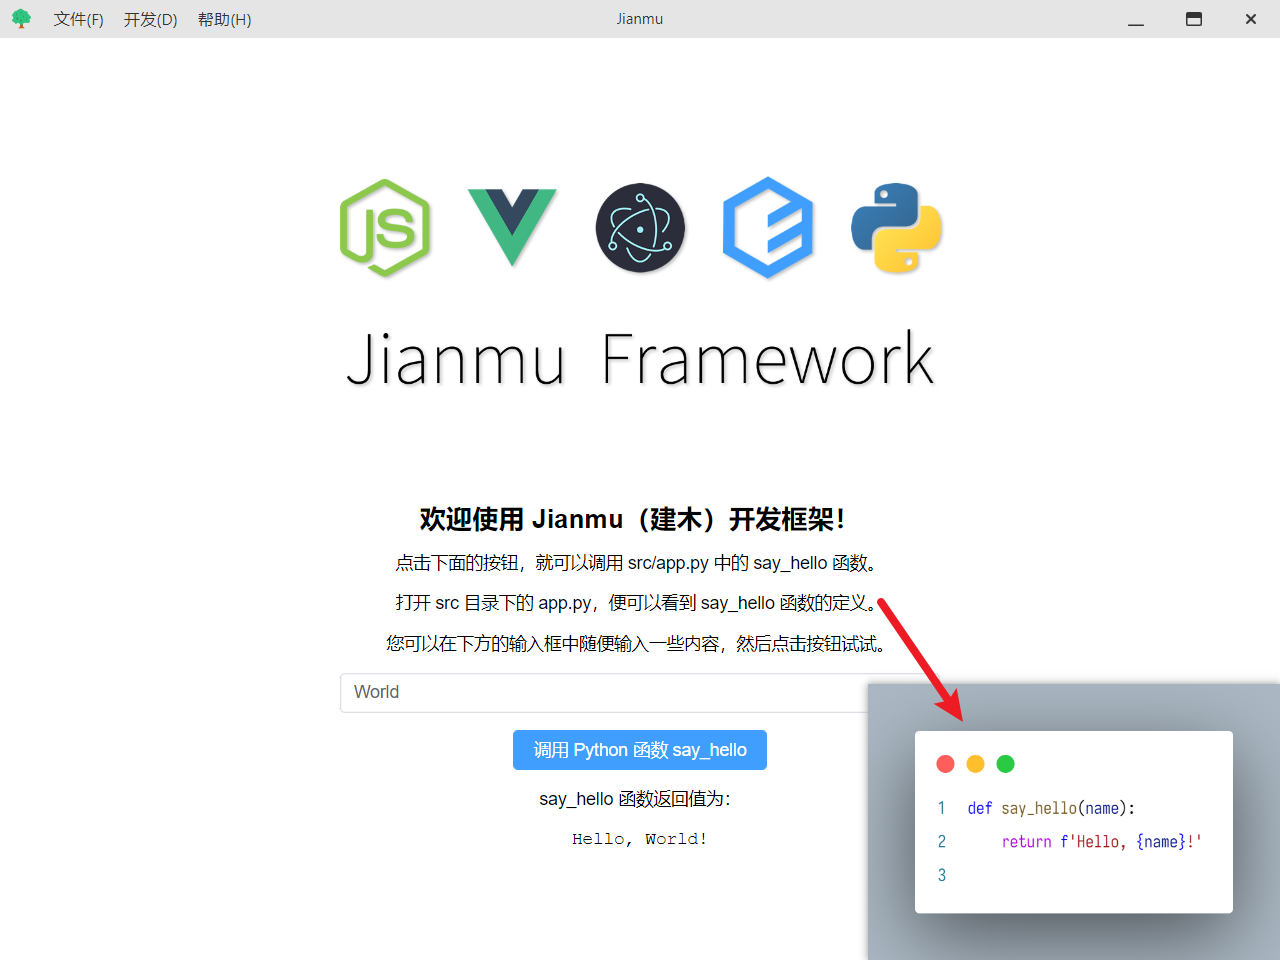 文件(F) 开发(D) 帮助(H) Jianmu
JS
Jianmu Framework
欢迎使用 Jianmu（建木）开发框架！
点击下面的按钮，就可以调用 src/app.py 中的 say_hello 函数。
打开 src 目录下的 app.py，便可以看到 say_hello 函数的定义。
您可以在下方的输入框中随便输入一些内容，然后点击按钮试试。
World
调用 Python 函数 say_hello
say_hello 函数返回值为：
Hello, World!
1 def say_hello(name):
2 return f'Hello, {name}!'
3